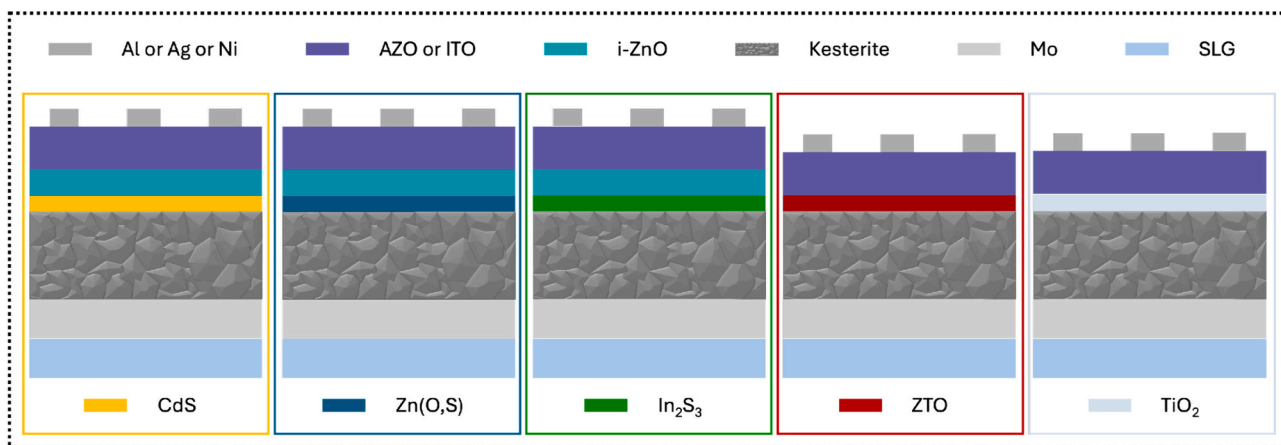 Al or Ag or Ni AZO or ITO i-ZnO Kesterite Mo SLG
CdS Zn(O,S) In₂S₃ ZTO TiO₂